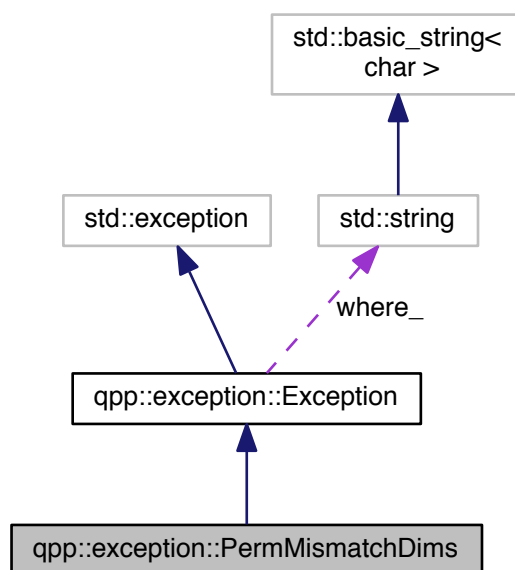 std::basic_string<
char >
std::exception
std::string
where_
qpp::exception::Exception
qpp::exception::PermMismatchDims